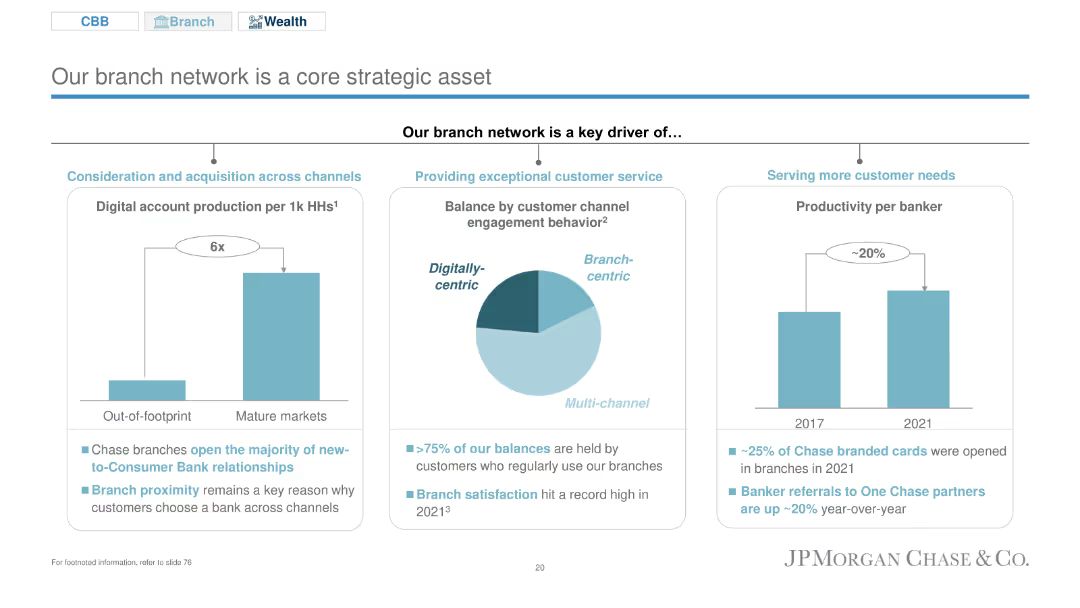 CBB
Branch
Wealth
Our branch network is a core strategic asset
Our branch network is a key driver of…
Consideration and acquisition across channels
Digital account production per 1k HHs¹
6x
Out-of-footprint
Mature markets
■Chase branches open the majority of new-
to-Consumer Bank relationships
■Branch proximity remains a key reason why
customers choose a bank across channels
Providing exceptional customer service
Balance by customer channel
engagement behavior²
Digitally-
centric
Branch-
centric
Multi-channel
■>75% of our balances are held by
customers who regularly use our branches
■Branch satisfaction hit a record high in
2021³
Serving more customer needs
Productivity per banker
~20%
2017
2021
■ ~25% of Chase branded cards were opened
in branches in 2021
■ Banker referrals to One Chase partners
are up ~20% year-over-year
For footnoted information, refer to slide 76
20
JPMORGAN CHASE & CO.